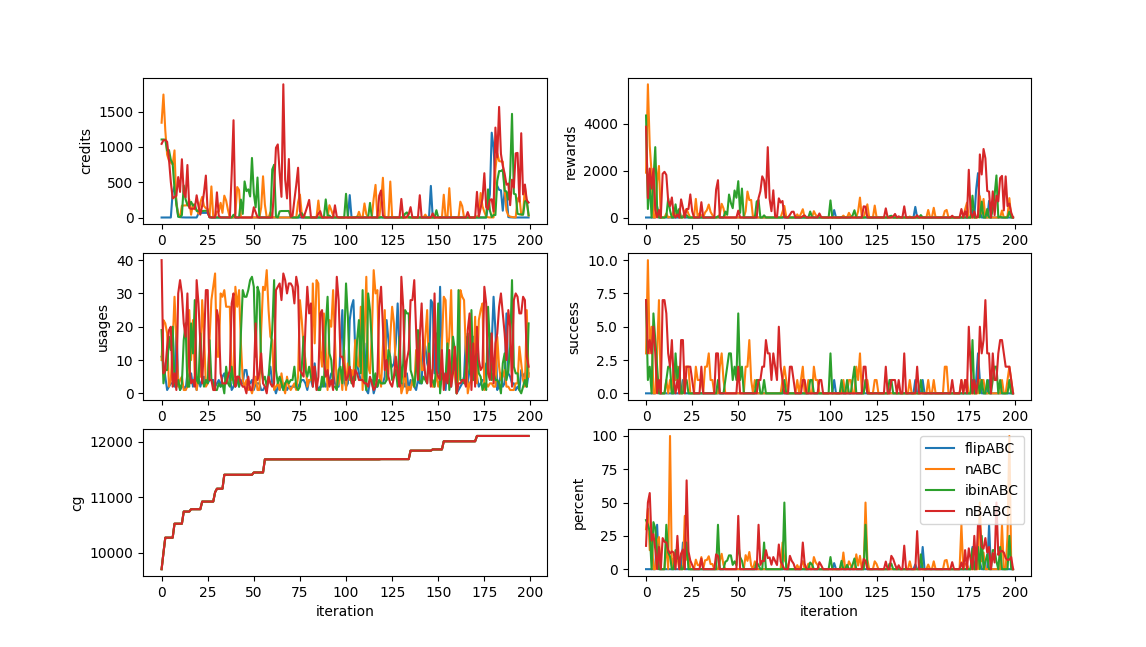 credits
1500
1000
500
0
0 25 50 75 100 125 150 175 200
rewards
4000
2000
0
0 25 50 75 100 125 150 175 200
usages
40
30
20
10
0
0 25 50 75 100 125 150 175 200
success
10.0
7.5
5.0
2.5
0.0
0 25 50 75 100 125 150 175 200
cg
12000
11000
10000
0 25 50 75 100 125 150 175 200
iteration
percent
100
75
50
25
0
0 25 50 75 100 125 150 175 200
iteration
flipABC
nABC
ibinABC
nBABC